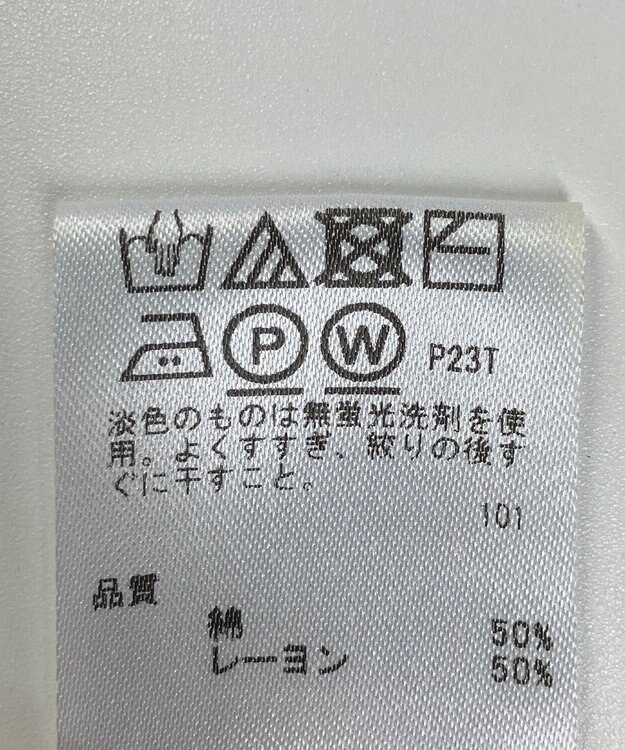 P W P23T
淡色のものは無蛍光洗剤を使
用。よくすすぎ、絞りの後す
ぐに干すこと。
101
品質
綿 50%
レーヨン 50%